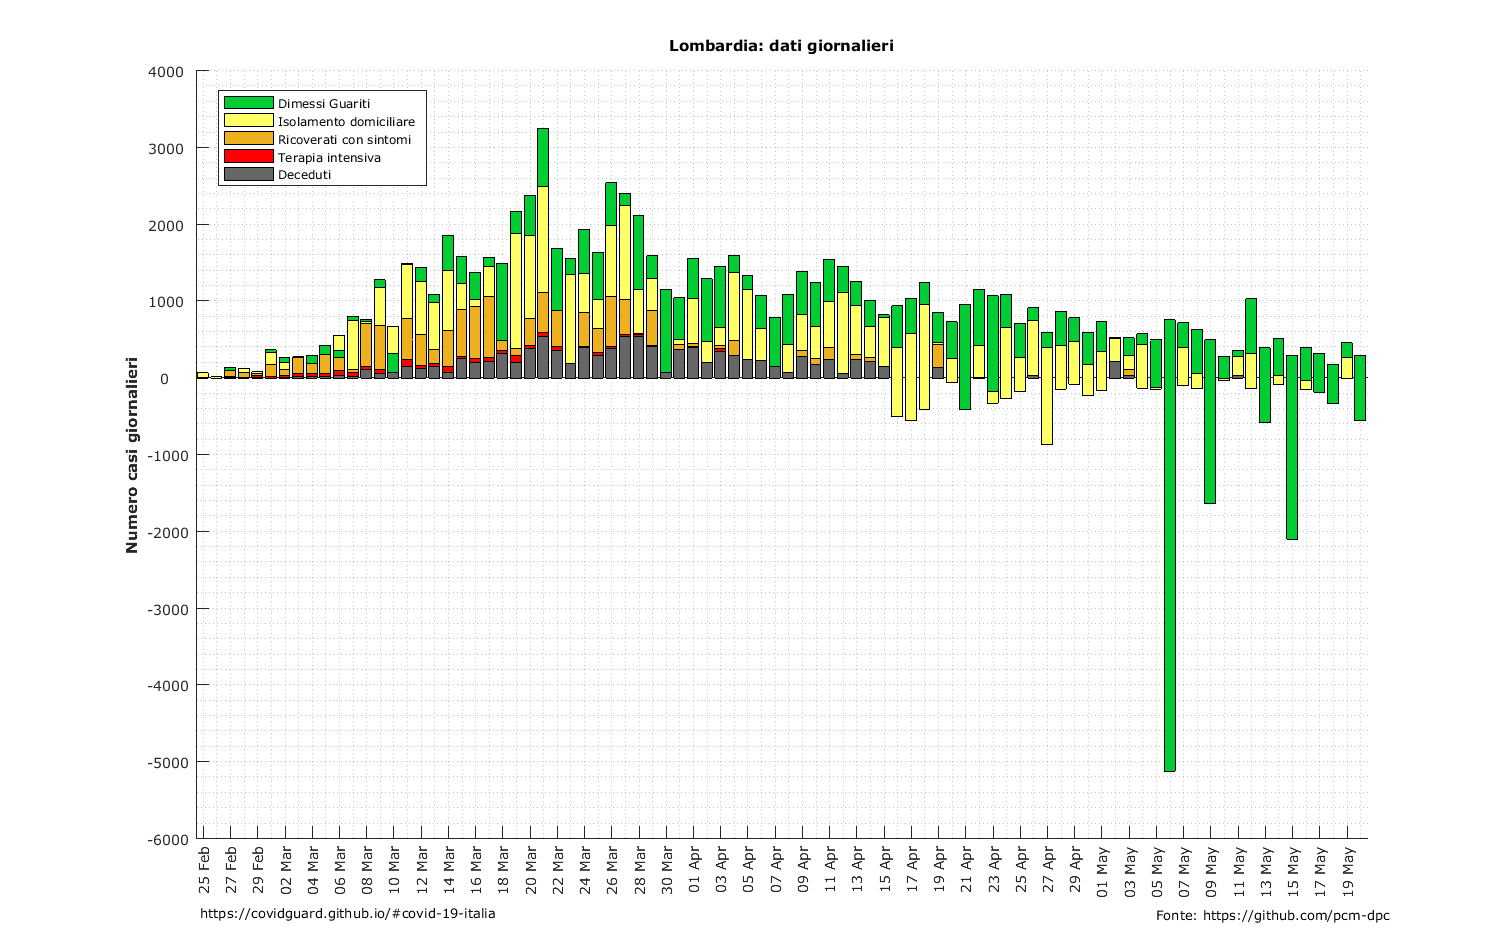 Lombardia: dati giornalieri
Dimessi Guariti
Isolamento domiciliare
Ricoverati con sintomi
Terapia intensiva
Deceduti
Numero casi giornalieri
4000
3000
2000
1000
0
-1000
-2000
-3000
-4000
-5000
-6000
25 Feb
27 Feb
29 Feb
02 Mar
04 Mar
06 Mar
08 Mar
10 Mar
12 Mar
14 Mar
16 Mar
18 Mar
20 Mar
22 Mar
24 Mar
26 Mar
28 Mar
30 Mar
01 Apr
03 Apr
05 Apr
07 Apr
09 Apr
11 Apr
13 Apr
15 Apr
17 Apr
19 Apr
21 Apr
23 Apr
25 Apr
27 Apr
29 Apr
01 May
03 May
05 May
07 May
09 May
11 May
13 May
15 May
17 May
19 May
https://covidguard.github.io/#covid-19-italia
Fonte: https://github.com/pcm-dpc